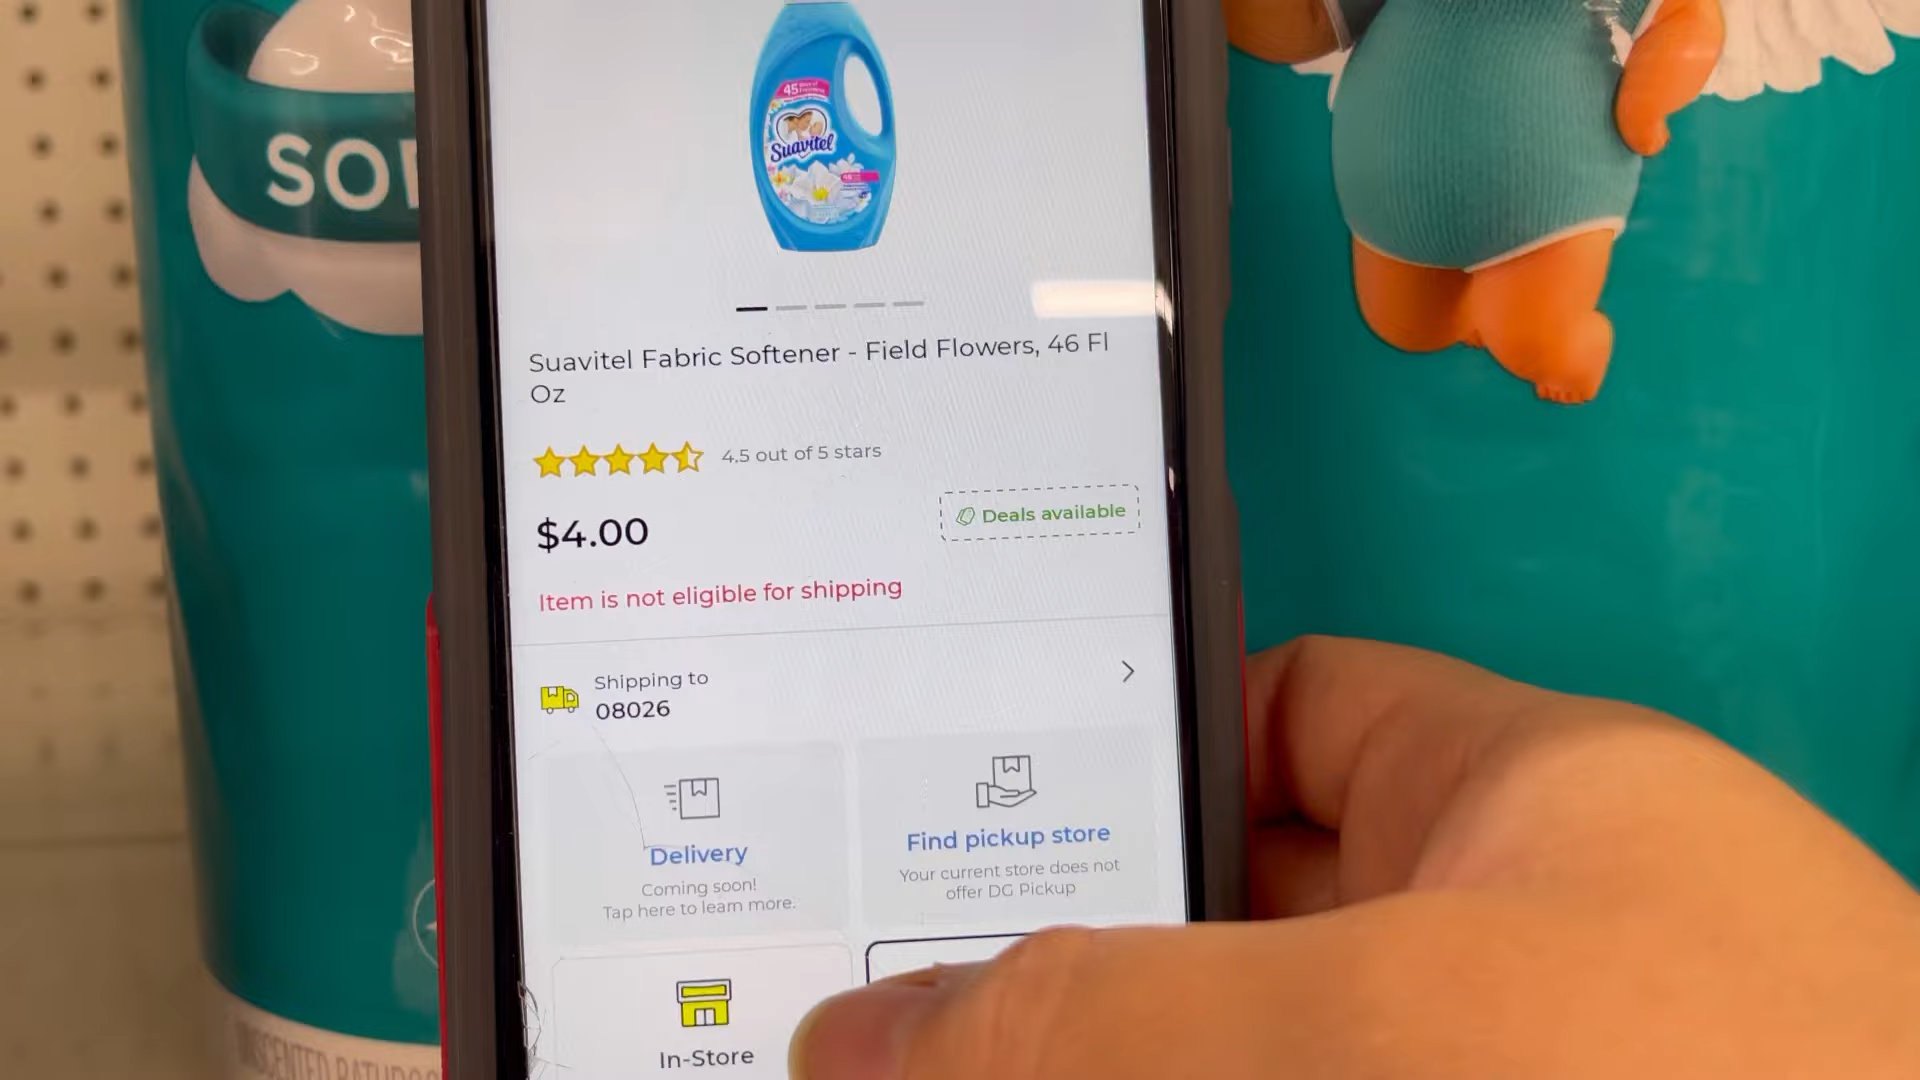 SOF
45
Suavitel
Suavitel Fabric Softener - Field Flowers, 46 Fl
Oz
4.5 out of 5 stars
$4.00
Deals available
Item is not eligible for shipping
Shipping to
08026
Delivery
Coming soon!
Tap here to learn more.
Find pickup store
Your current store does not
offer DG Pickup
In-Store